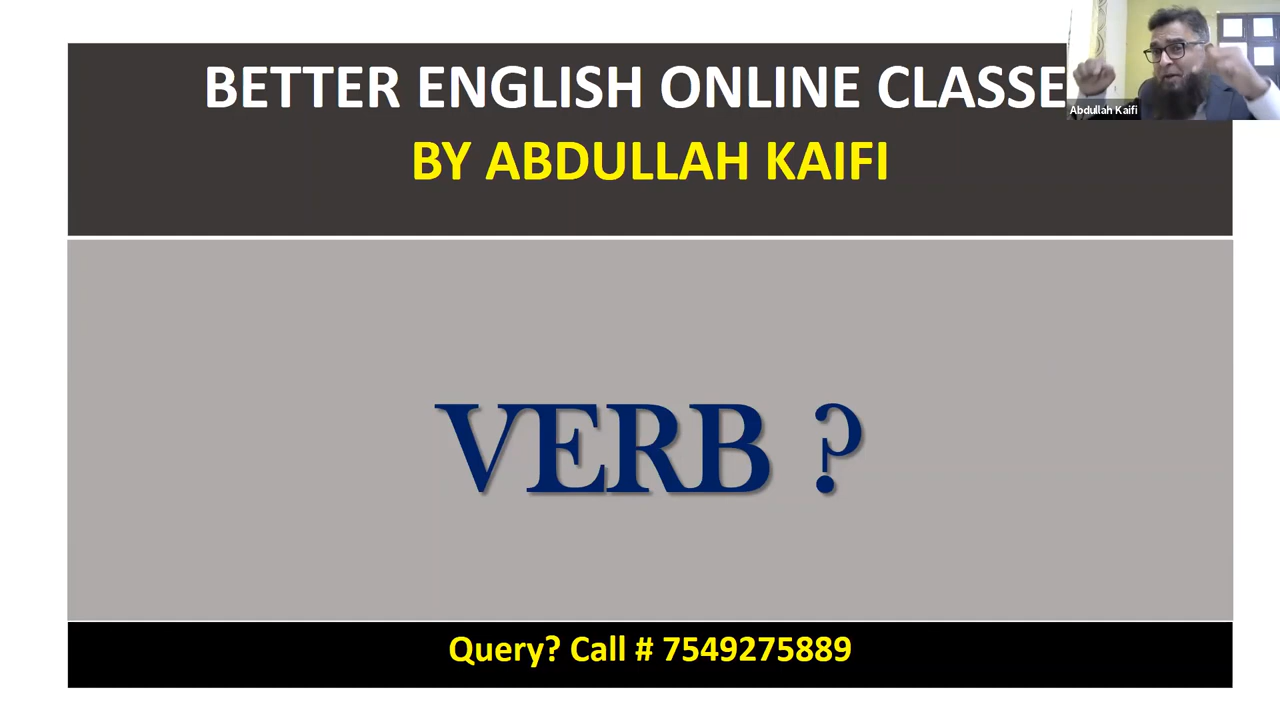 BETTER ENGLISH ONLINE CLASSE
Abdullah Kaifi
BY ABDULLAH KAIFI
VERB ?
Query? Call # 7549275889